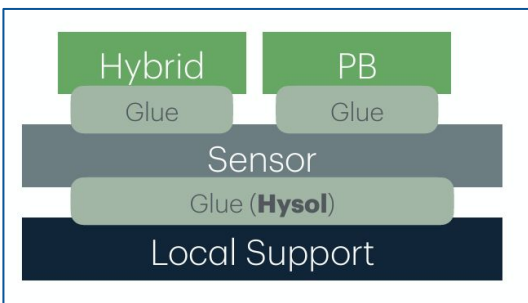 Hybrid PB
Glue Glue
Sensor
Glue (Hysol)
Local Support